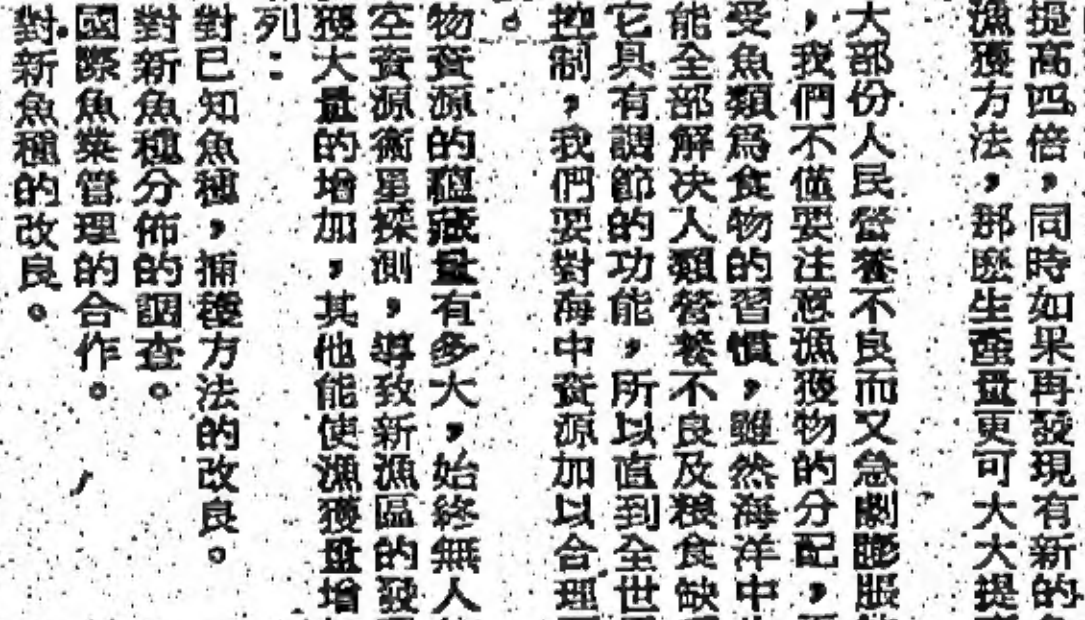 提高四倍，同時如果再發現有新的
漁獲方法，那麽生產量更可大大提
大部份人民營養不良而又急劇膨脹
，我們不僅要注意漁獲物的分配，
受魚類爲食物的習慣，雖然海洋中
能全部解決人類營養不良及粮食缺
它具有調節的功能，所以直到全世
控制，我們要對海中資源加以合理
。
物資源的蘊藏量有多大，始終無人
空資源衞星探測，導致新漁區的發
獲大量的增加，其他能使漁獲量增
列：
對已知魚種，捕獲方法的改良。
對新魚種分佈的調查。
國際魚業管理的合作。
對新魚種的改良。